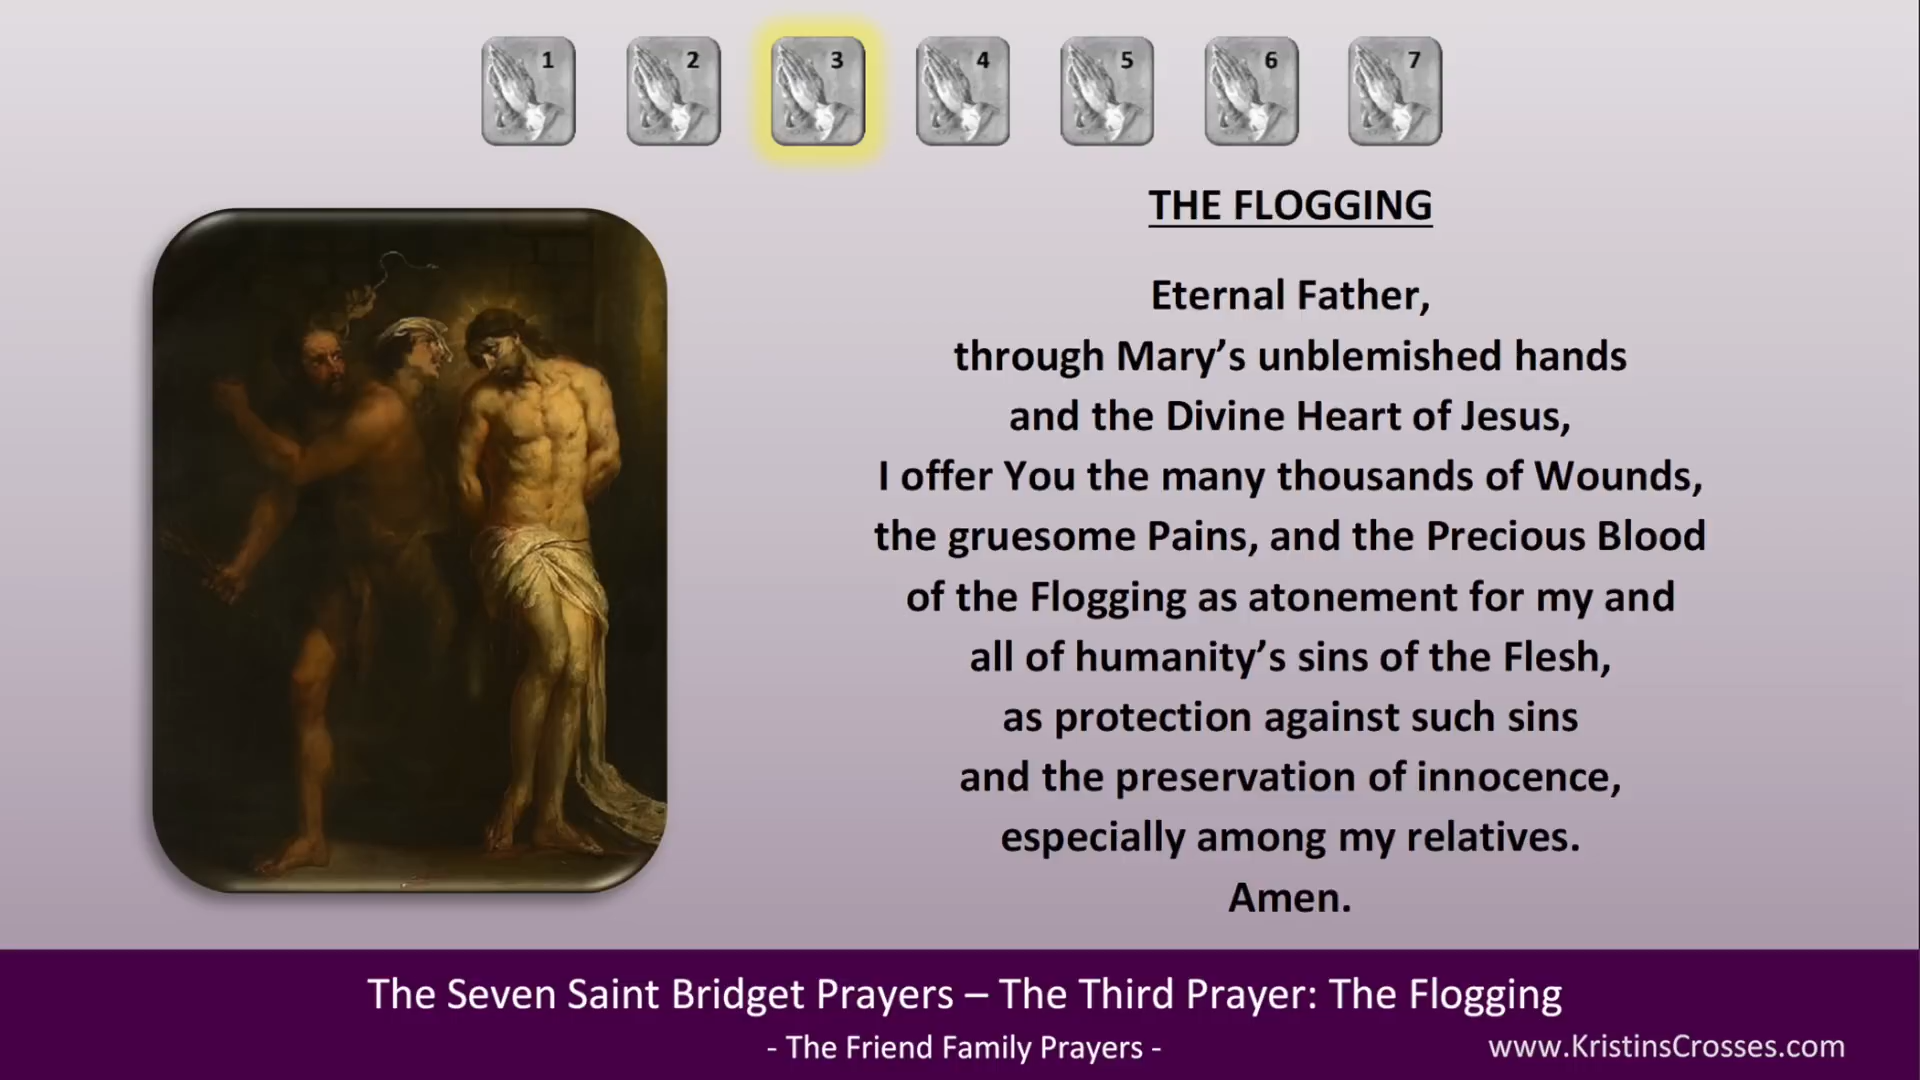 1 2 3 4 5 6 7
THE FLOGGING
Eternal Father,
through Mary’s unblemished hands
and the Divine Heart of Jesus,
I offer You the many thousands of Wounds,
the gruesome Pains, and the Precious Blood
of the Flogging as atonement for my and
all of humanity’s sins of the Flesh,
as protection against such sins
and the preservation of innocence,
especially among my relatives.
Amen.
The Seven Saint Bridget Prayers – The Third Prayer: The Flogging
- The Friend Family Prayers -
www.KristinsCrosses.com